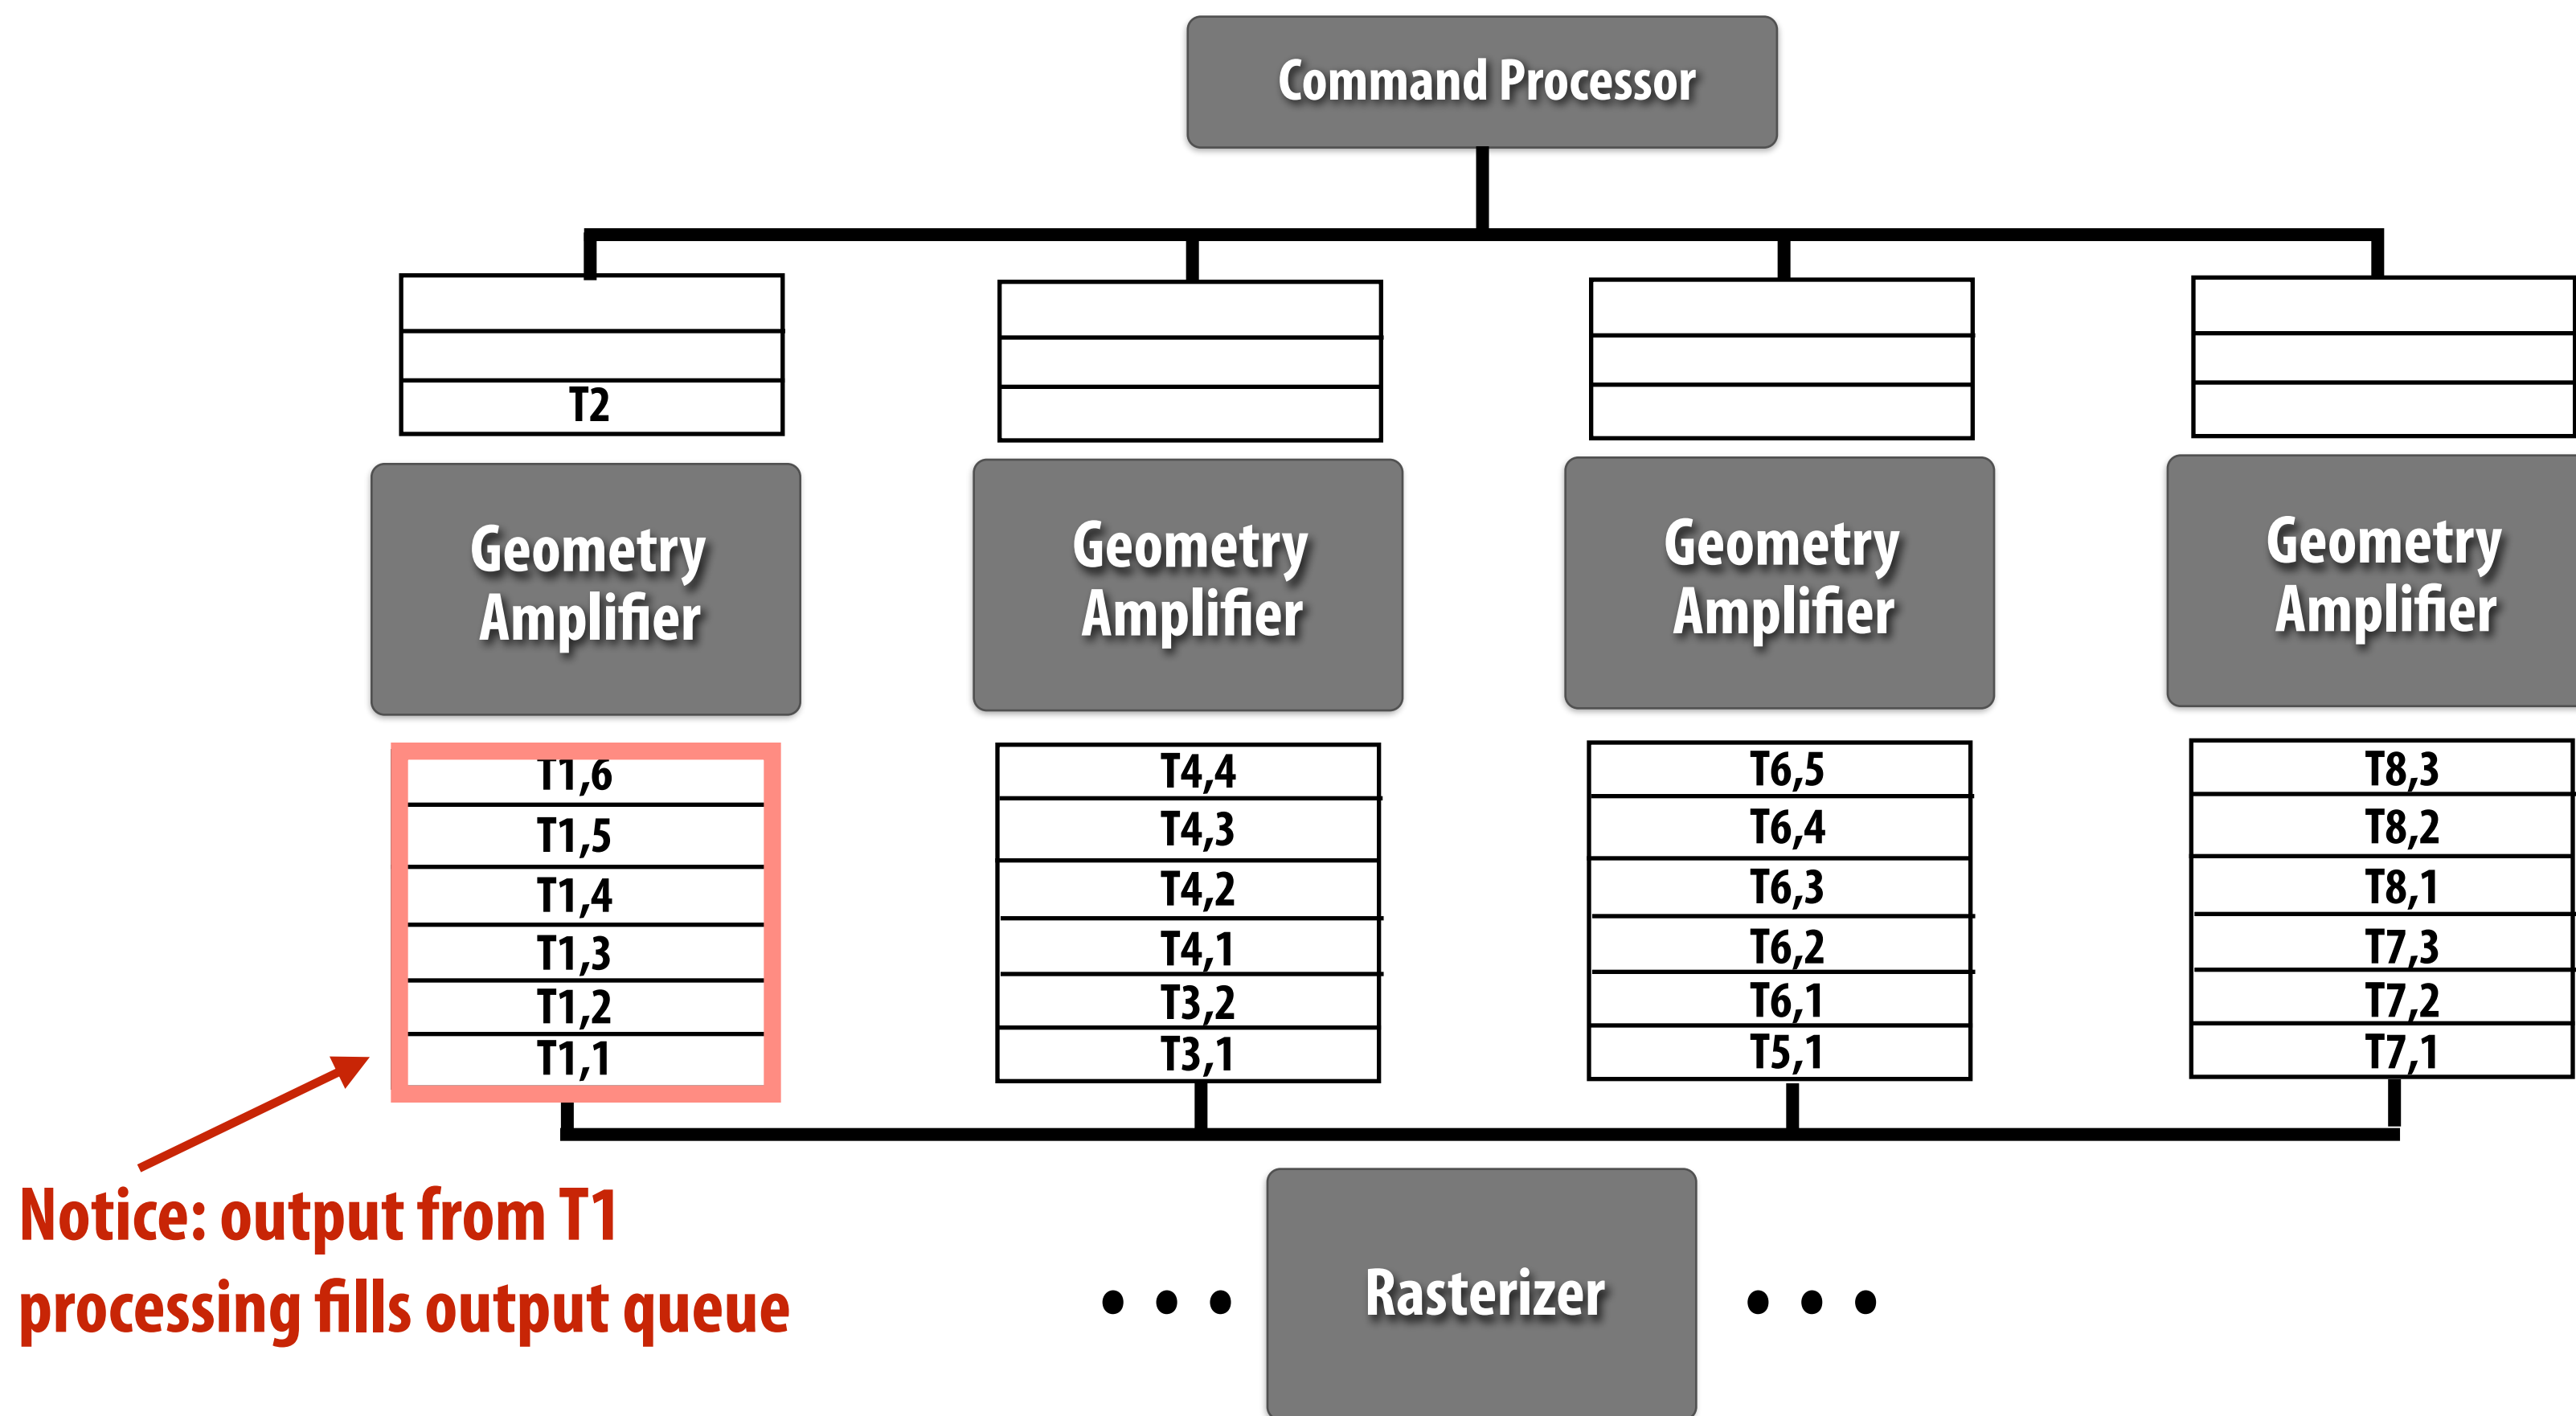 Command Processor
T2
Geometry
Amplifier
Geometry
Amplifier
Geometry
Amplifier
Geometry
Amplifier
T1,6
T1,5
T1,4
T1,3
T1,2
T1,1
T4,4
T4,3
T4,2
T4,1
T3,2
T3,1
T6,5
T6,4
T6,3
T6,2
T6,1
T5,1
T8,3
T8,2
T8,1
T7,3
T7,2
T7,1
Notice: output from T1
processing fills output queue
• • •
Rasterizer
• • •